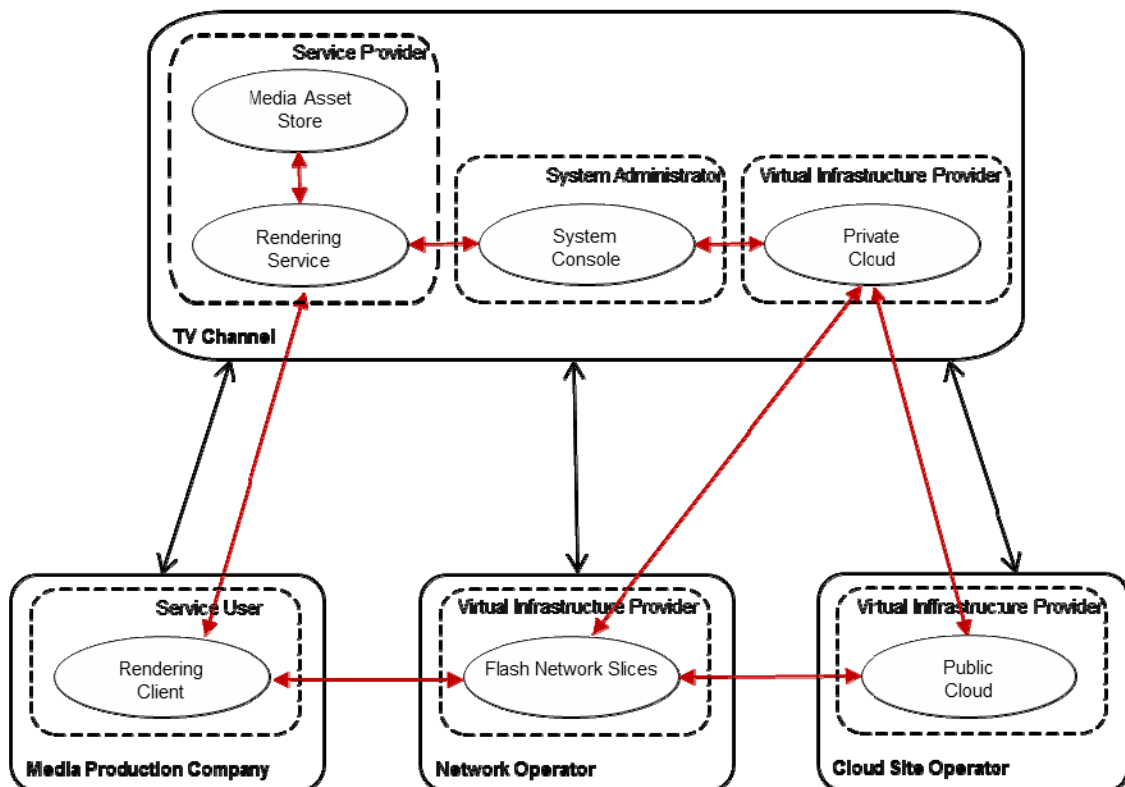 Service Provider
Media Asset
Store
System Administrator
Virtual Infrastructure Provider
Rendering
Service
System
Console
Private
Cloud
TV Channel
Service User
Virtual Infrastructure Provider
Virtual Inffrastructure Provider
Rendering
Client
Flash Network Slices
Public
Cloud
Media Production Company
Network Operator
Cloud Site Operator